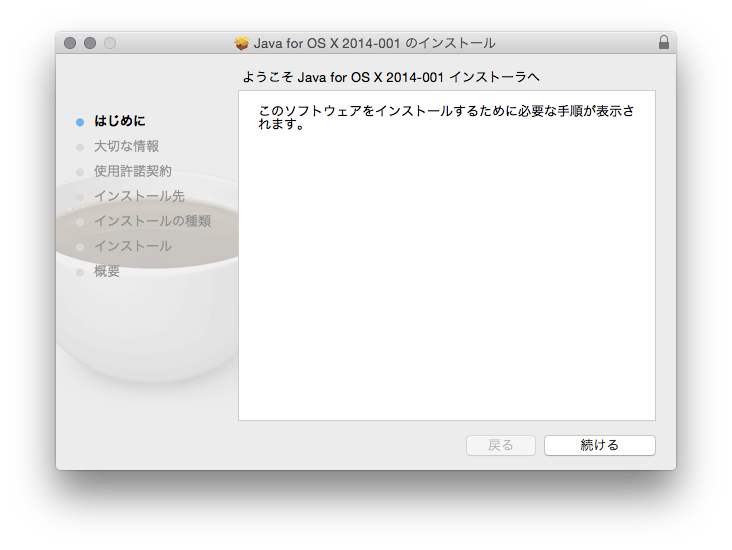 Java for OS X 2014-001 のインストール
ようこそ Java for OS X 2014-001 インストーラへ
はじめに
大切な情報
使用許諾契約
インストール先
インストールの種類
インストール
概要
このソフトウェアをインストールするために必要な手順が表示さ
れます。
戻る
続ける